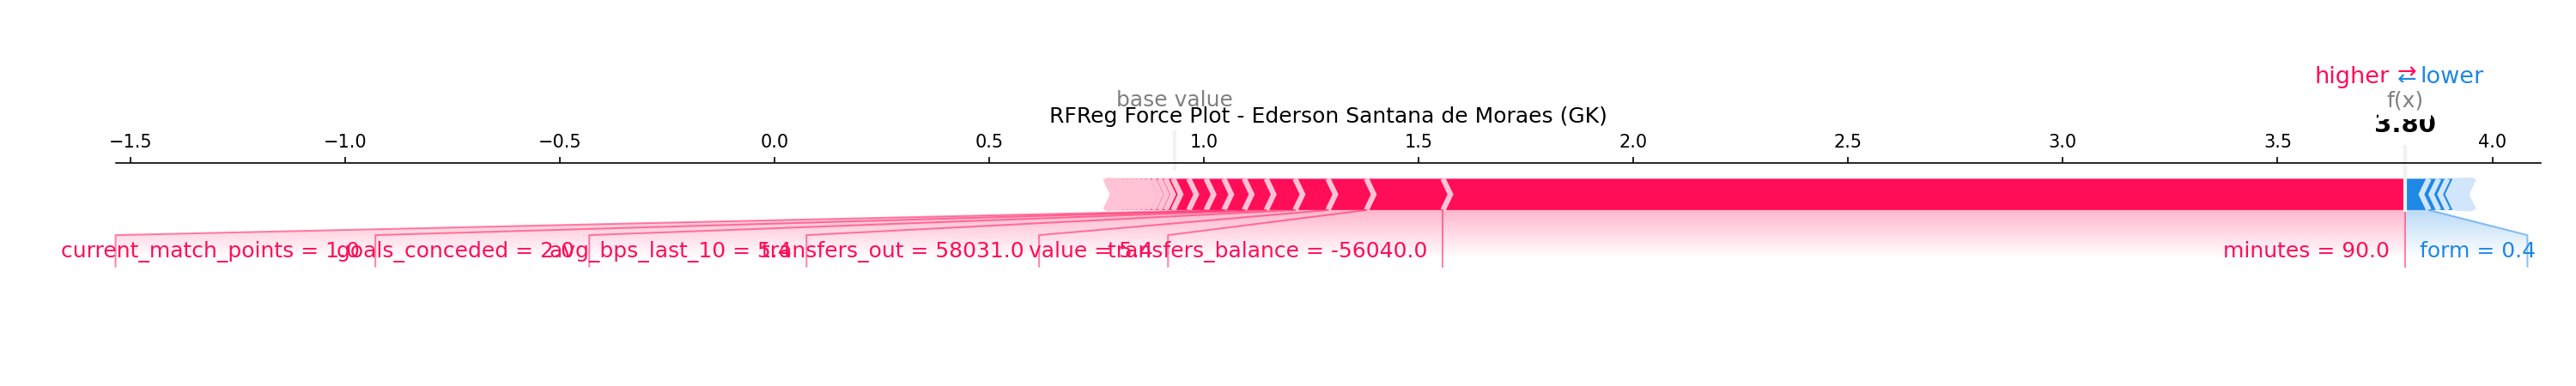 higher ⇄ lower
base value
f(x)
RFReg Force Plot - Ederson Santana de Moraes (GK)
3.80
−1.5 −1.0 −0.5 0.0 0.5 1.0 1.5 2.0 2.5 3.0 3.5 4.0
current_match_points = 1.0 goals_conceded = 2.0 avg_bps_last_10 = 5.4 transfers_out = 58031.0 value = 5.4 transfers_balance = -56040.0 minutes = 90.0 form = 0.4